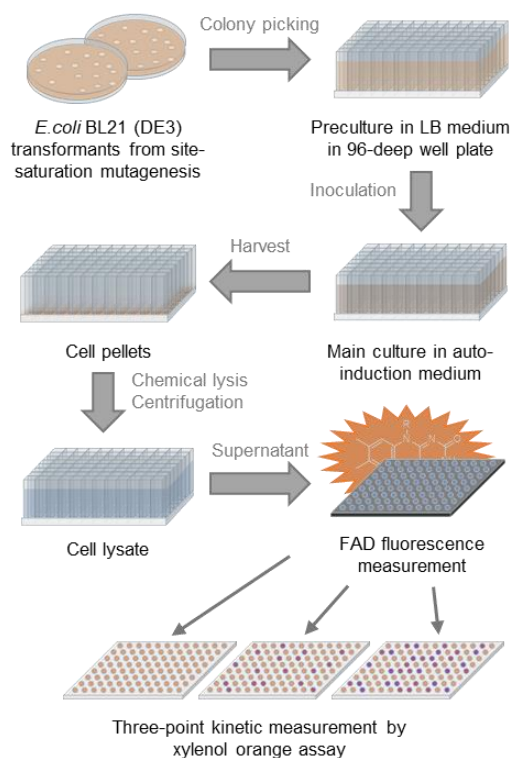 Colony picking
E.coli BL21 (DE3)
transformants from site-
saturation mutagenesis
Preculture in LB medium
in 96-deep well plate
Inoculation
Harvest
Cell pellets
Main culture in auto-
induction medium
Chemical lysis
Centrifugation
Supernatant
R
N
N
O
Cell lysate
FAD fluorescence
measurement
Three-point kinetic measurement by
xylenol orange assay